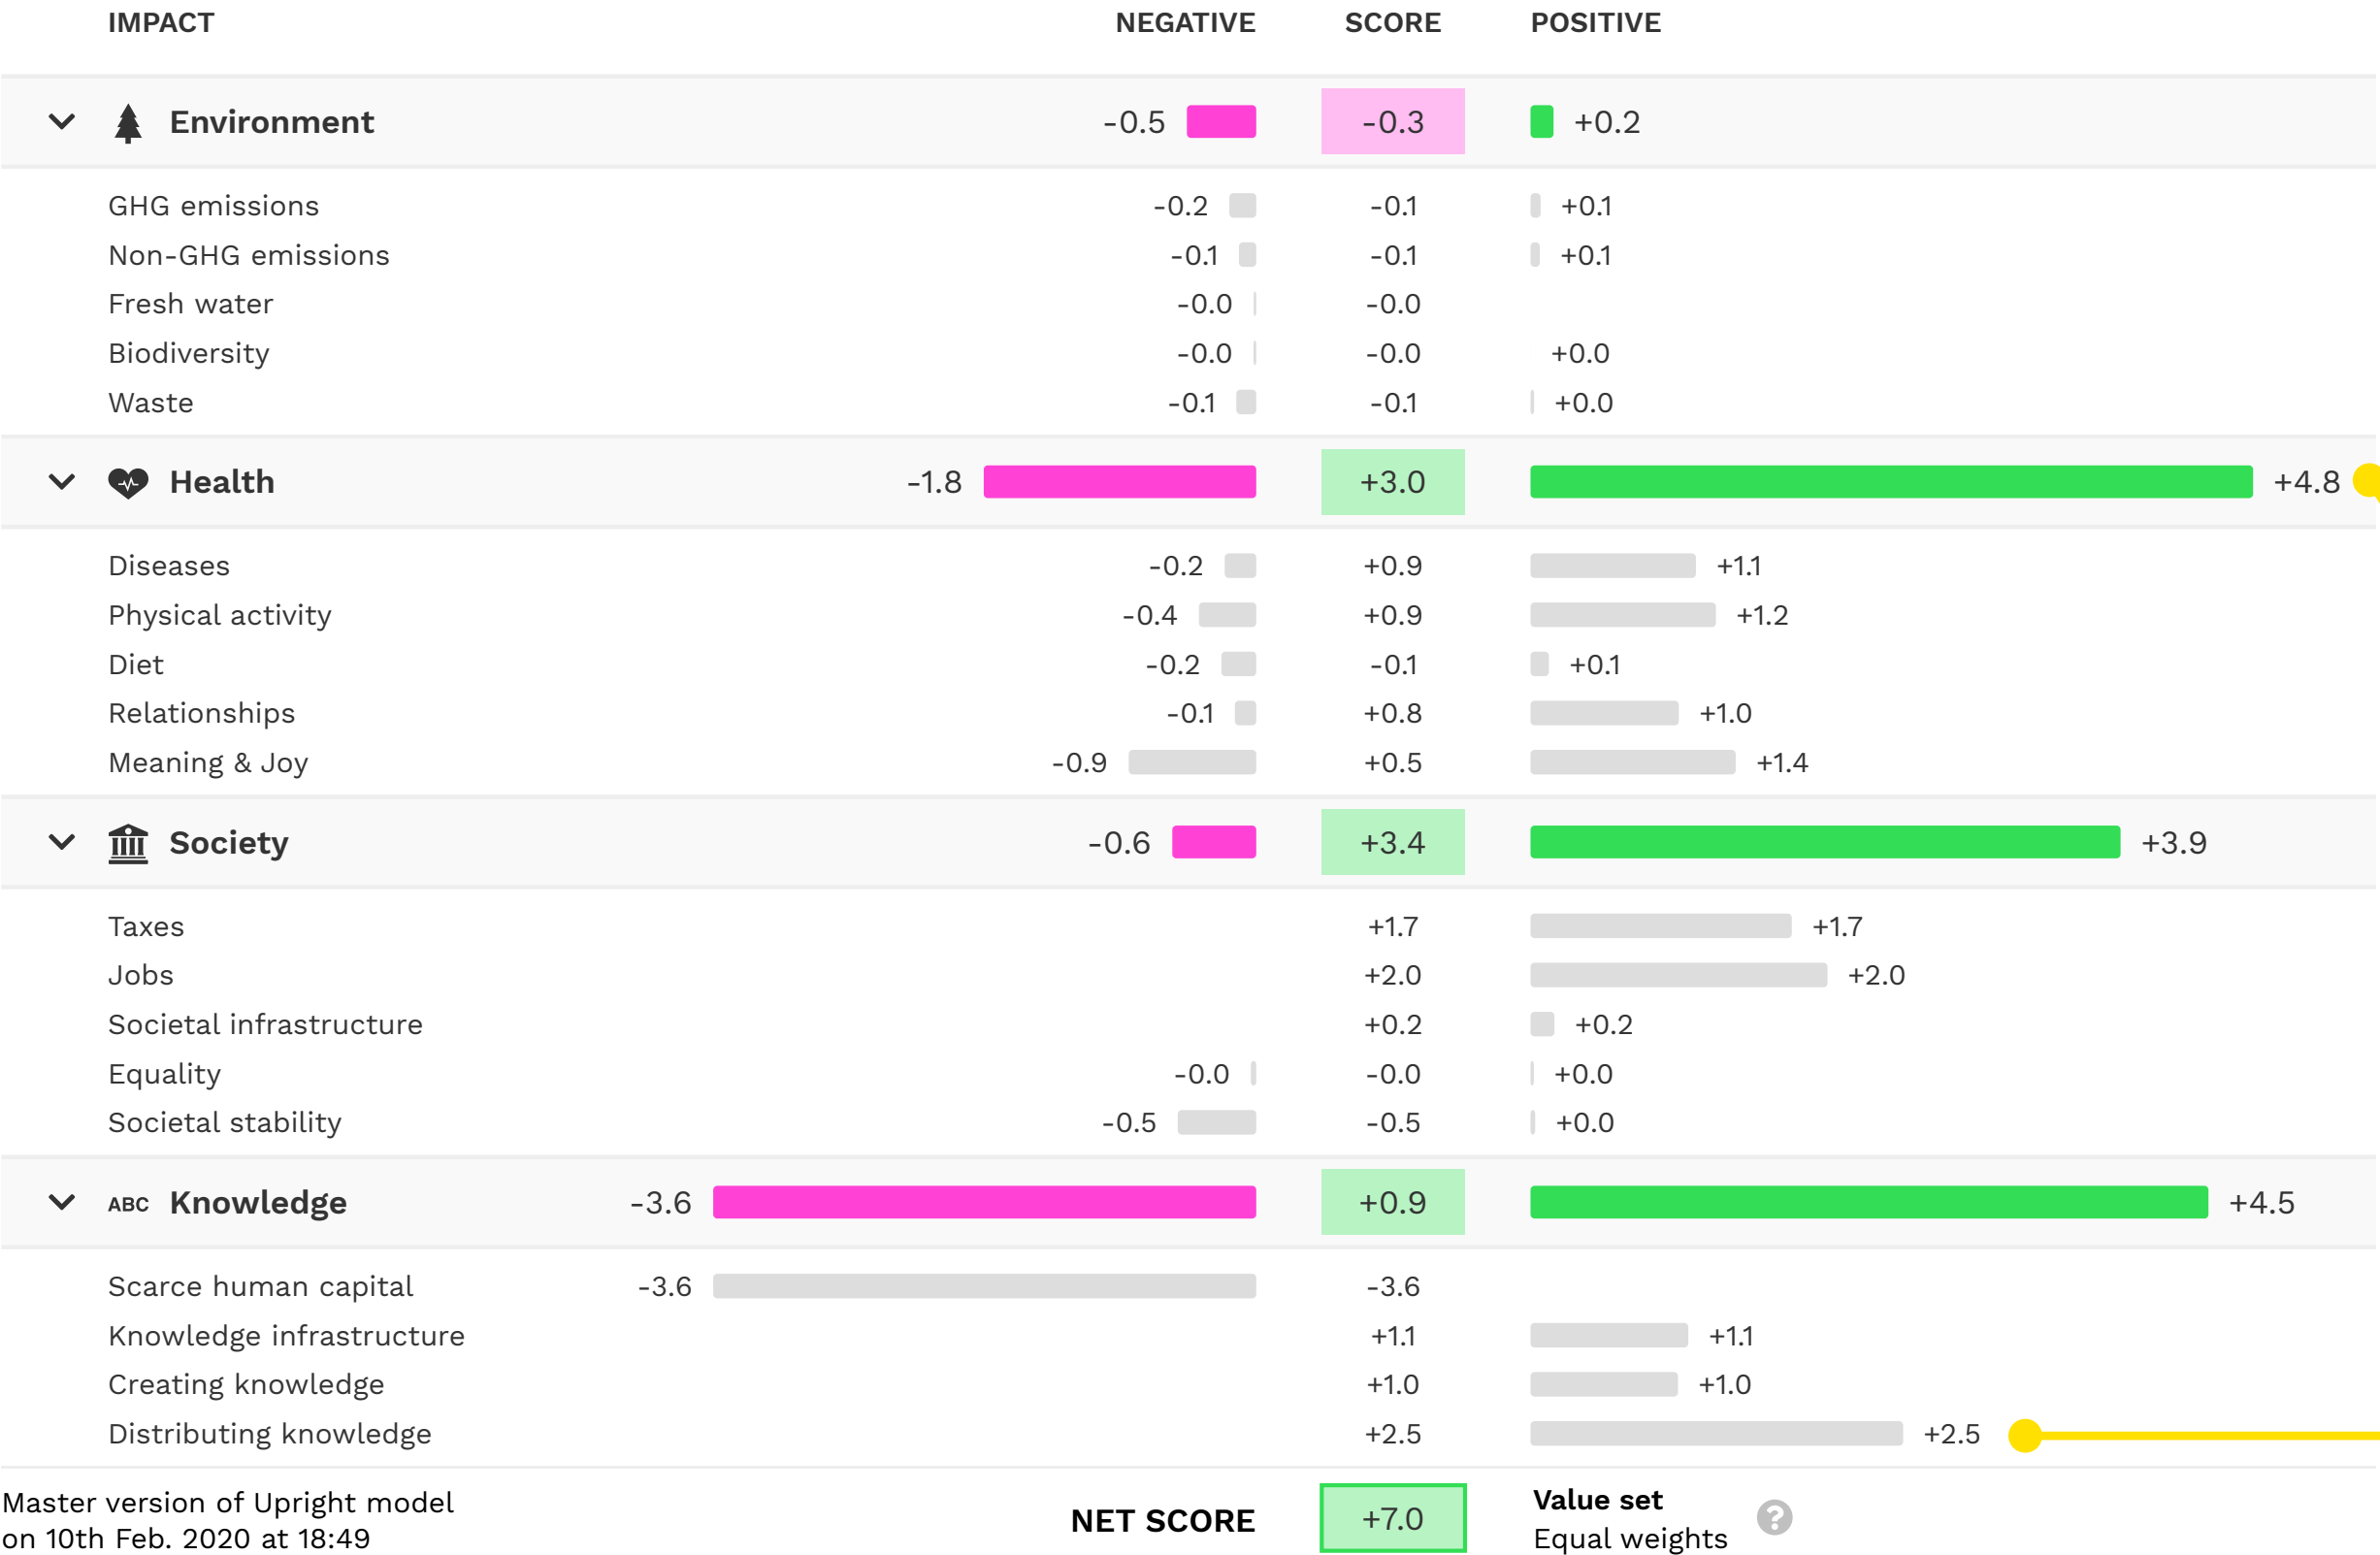 IMPACT NEGATIVE SCORE POSITIVE
Environment -0.5 -0.3 +0.2
GHG emissions -0.2 -0.1 +0.1
Non-GHG emissions -0.1 -0.1 +0.1
Fresh water -0.0 -0.0
Biodiversity -0.0 -0.0 +0.0
Waste -0.1 -0.1 +0.0
Health -1.8 +3.0 +4.8
Diseases -0.2 +0.9 +1.1
Physical activity -0.4 +0.9 +1.2
Diet -0.2 -0.1 +0.1
Relationships -0.1 +0.8 +1.0
Meaning & Joy -0.9 +0.5 +1.4
Society -0.6 +3.4 +3.9
Taxes +1.7 +1.7
Jobs +2.0 +2.0
Societal infrastructure +0.2 +0.2
Equality -0.0 -0.0 +0.0
Societal stability -0.5 -0.5 +0.0
ABC Knowledge -3.6 +0.9 +4.5
Scarce human capital -3.6 -3.6
Knowledge infrastructure +1.1 +1.1
Creating knowledge +1.0 +1.0
Distributing knowledge +2.5 +2.5
Master version of Upright model
on 10th Feb. 2020 at 18:49
NET SCORE +7.0
Value set
Equal weights
?